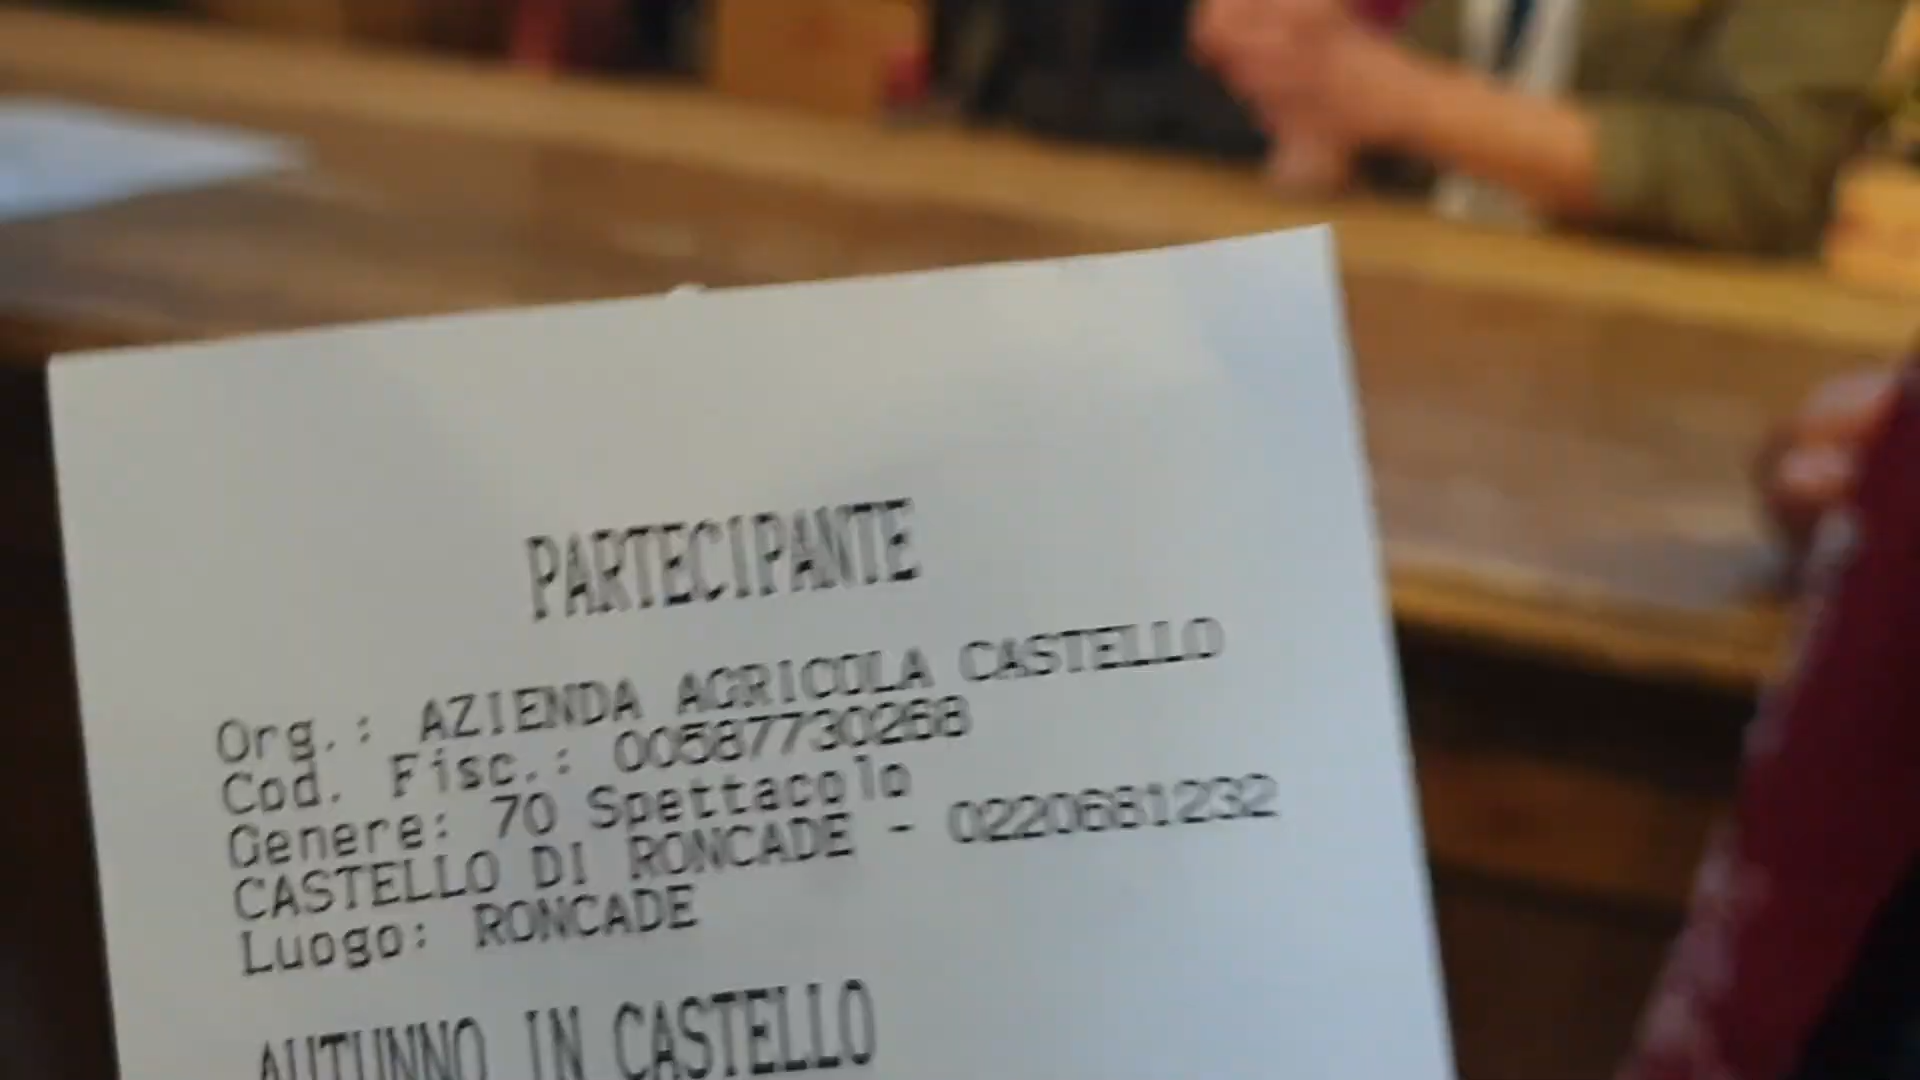 PARTECIPANTE
Org.: AZIENDA AGRICOLA CASTELLO
Cod. Fisc.: 00587730268
Genere: 70 Spettacolo
CASTELLO DI RONCADE - 0220681232
Luogo: RONCADE
AUTUNNO IN CASTELLO